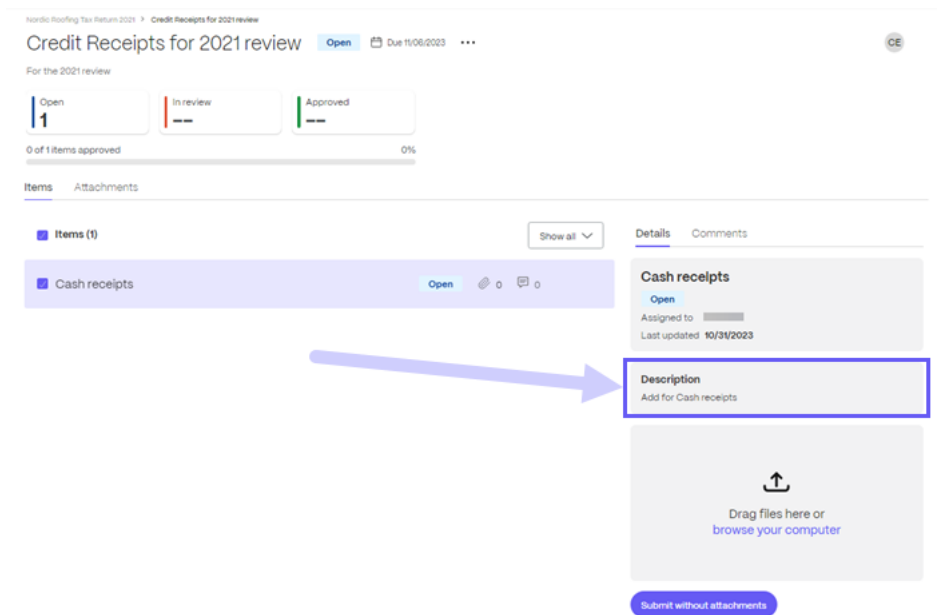 Nordic Roofing Tax Return 2021 > Credit Receipts for 2021 review
Credit Receipts for 2021 review Open Due 11/06/2023 ...
CE
For the 2021 review
Open
1
In review
--
Approved
--
0 of 1 items approved 0%
Items Attachments
Items (1) Show all
Cash receipts Open 0 0
Details Comments
Cash receipts
Open
Assigned to
Last updated 10/31/2023
Description
Add for Cash receipts
Drag files here or
browse your computer
Submit without attachments